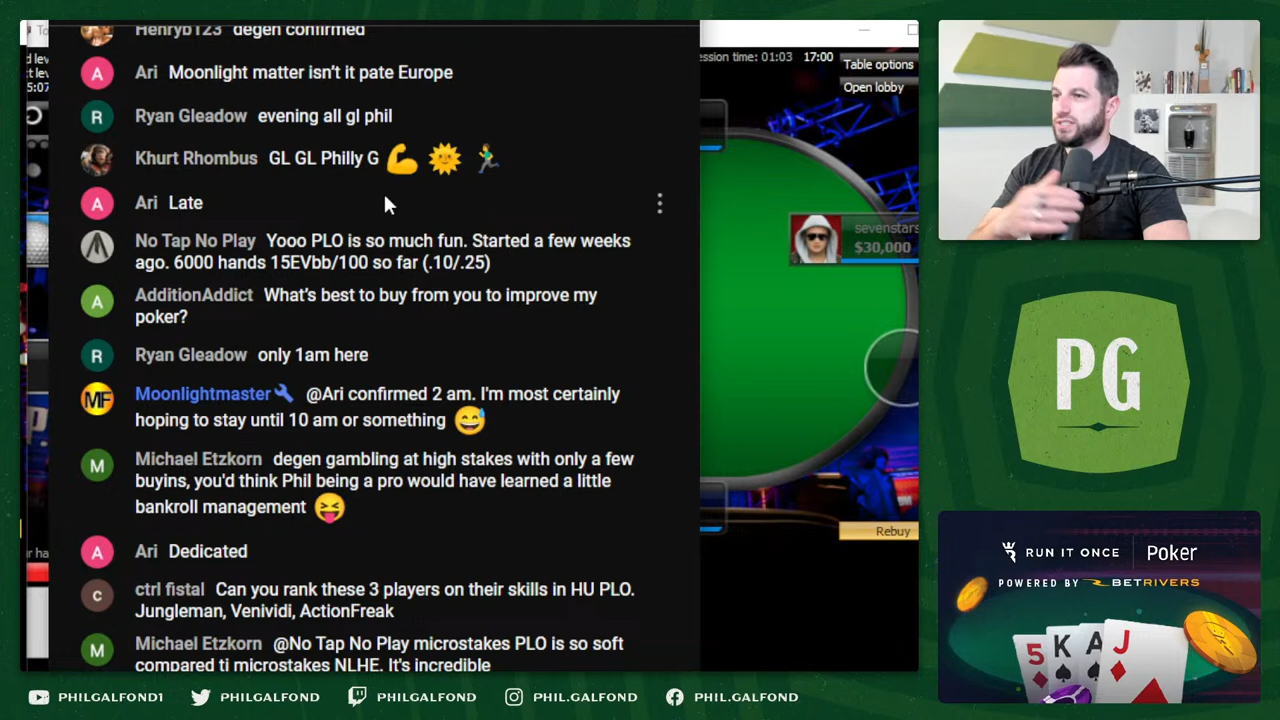 Henryb123 degen confirmed
ession time: 01:03 17:00
Table options
Open lobby
A Ari Moonlight matter isn't it pate Europe
5:07
R Ryan Gleadow evening all gl phil
Khurt Rhombus GL GL Philly G 💪 🌞 🏃‍♂️
A Ari Late
No Tap No Play Yooo PLO is so much fun. Started a few weeks
ago. 6000 hands 15EVbb/100 so far (.10/.25)
sevenstars
$30,000
A AdditionAddict What's best to buy from you to improve my
poker?
R Ryan Gleadow only 1am here
MF Moonlightmaster🔧 @Ari confirmed 2 am. I'm most certainly
hoping to stay until 10 am or something 😅
M Michael Etzkorn degen gambling at high stakes with only a few
buyins, you'd think Phil being a pro would have learned a little
bankroll management 😝
Rebuy
A Ari Dedicated
c ctrl fistal Can you rank these 3 players on their skills in HU PLO.
Jungleman, Venividi, ActionFreak
M Michael Etzkorn @No Tap No Play microstakes PLO is so soft
compared ti microstakes NLHE. It's incredible
PG
RUN IT ONCE | Poker
POWERED BY BETRIVERS
5 K A J
PHILGALFOND1 PHILGALFOND PHILGALFOND PHIL.GALFOND PHIL.GALFOND